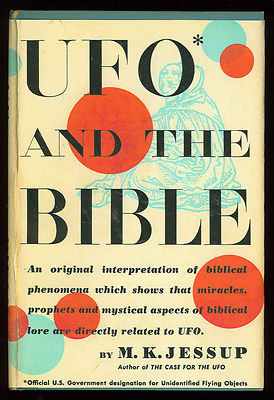 UFO*
AND THE
BIBLE
An original interpretation of biblical
phenomena which shows that miracles,
prophets and mystical aspects of biblical
lore are directly related to UFO.
BY M. K. JESSUP
Author of THE CASE FOR THE UFO
*Official U.S. Government designation for Unidentified Flying Objects